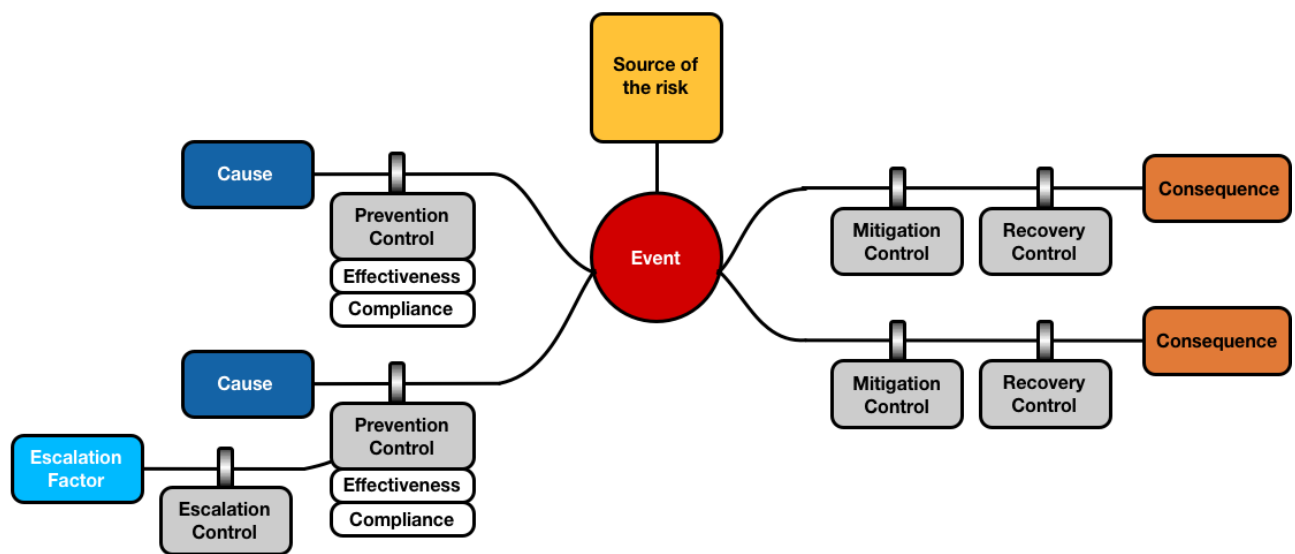 Source of
the risk
Cause
Prevention
Control
Effectiveness
Compliance
Event
Mitigation
Control
Recovery
Control
Consequence
Cause
Prevention
Control
Effectiveness
Compliance
Escalation
Factor
Escalation
Control
Mitigation
Control
Recovery
Control
Consequence